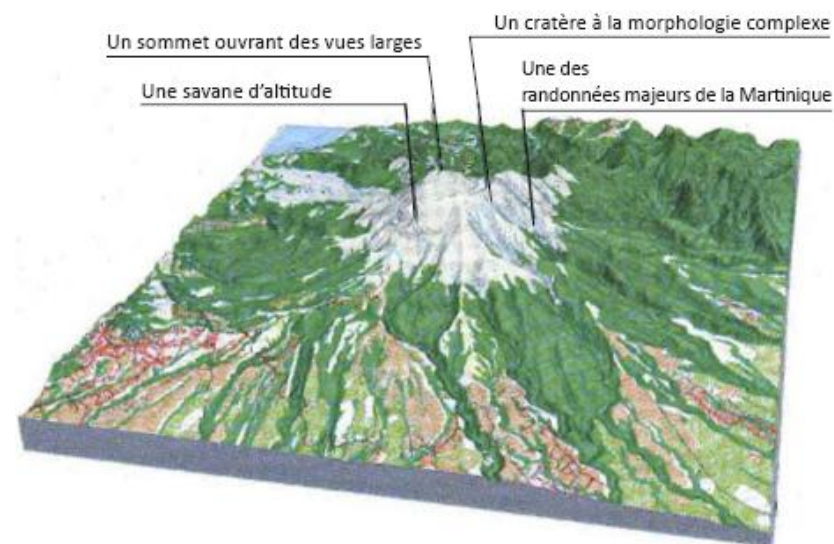 Un cratère à la morphologie complexe
Un sommet ouvrant des vues larges
Une des
randonnées majeurs de la Martinique
Une savane d'altitude